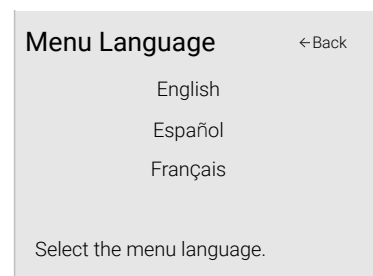 Menu Language ←Back
English
Español
Français
Select the menu language.